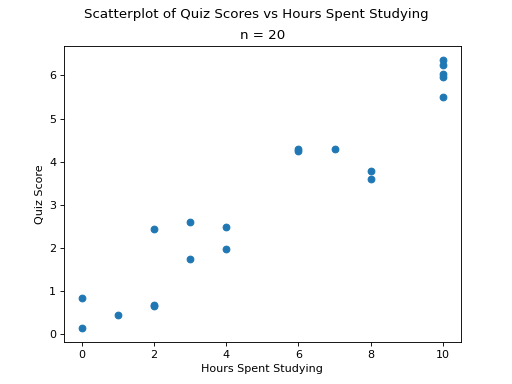 Scatterplot of Quiz Scores vs Hours Spent Studying
n = 20
6
5
4
3
2
1
0
Quiz Score
0 2 4 6 8 10
Hours Spent Studying